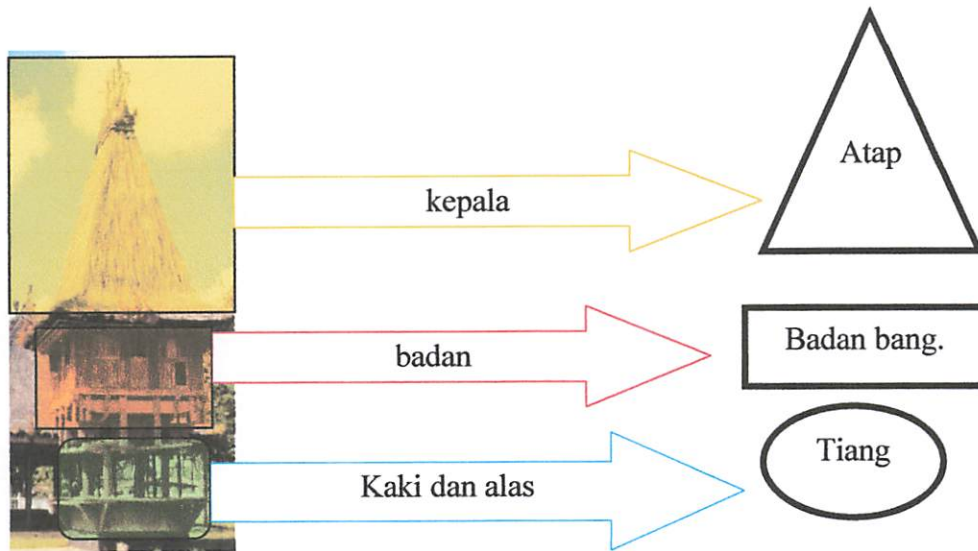 kepala
Atap
badan
Badan bang.
Kaki dan alas
Tiang